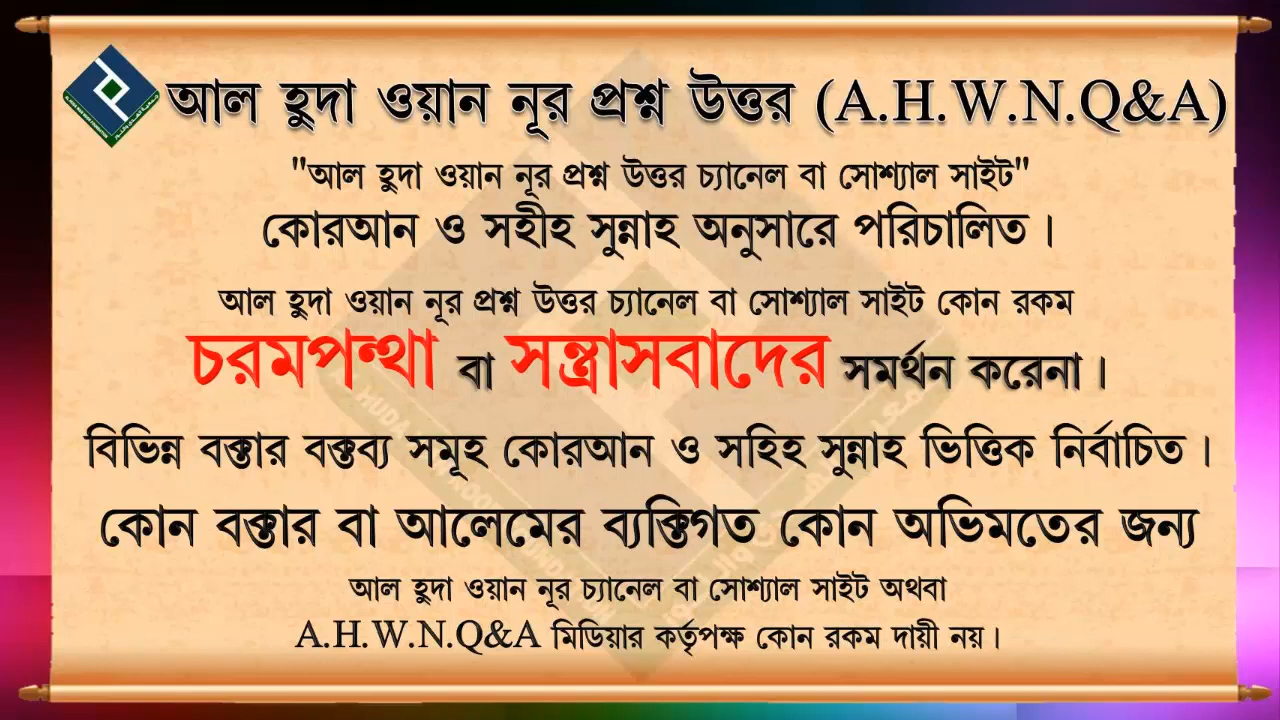 আল হুদা ওয়ান নূর প্রশ্ন উত্তর (A.H.W.N.Q&A)
"আল হুদা ওয়ান নূর প্রশ্ন উত্তর চ্যানেল বা সোশ্যাল সাইট"
কোরআন ও সহীহ সুন্নাহ অনুসারে পরিচালিত।
আল হুদা ওয়ান নূর প্রশ্ন উত্তর চ্যানেল বা সোশ্যাল সাইট কোন রকম
চরমপন্থা বা সন্ত্রাসবাদের সমর্থন করেনা।
বিভিন্ন বক্তার বক্তব্য সমূহ কোরআন ও সহিহ সুন্নাহ ভিত্তিক নির্বাচিত।
কোন বক্তার বা আলেমের ব্যক্তিগত কোন অভিমতের জন্য
আল হুদা ওয়ান নূর চ্যানেল বা সোশ্যাল সাইট অথবা
A.H.W.N.Q&A মিডিয়ার কর্তৃপক্ষ কোন রকম দায়ী নয়।